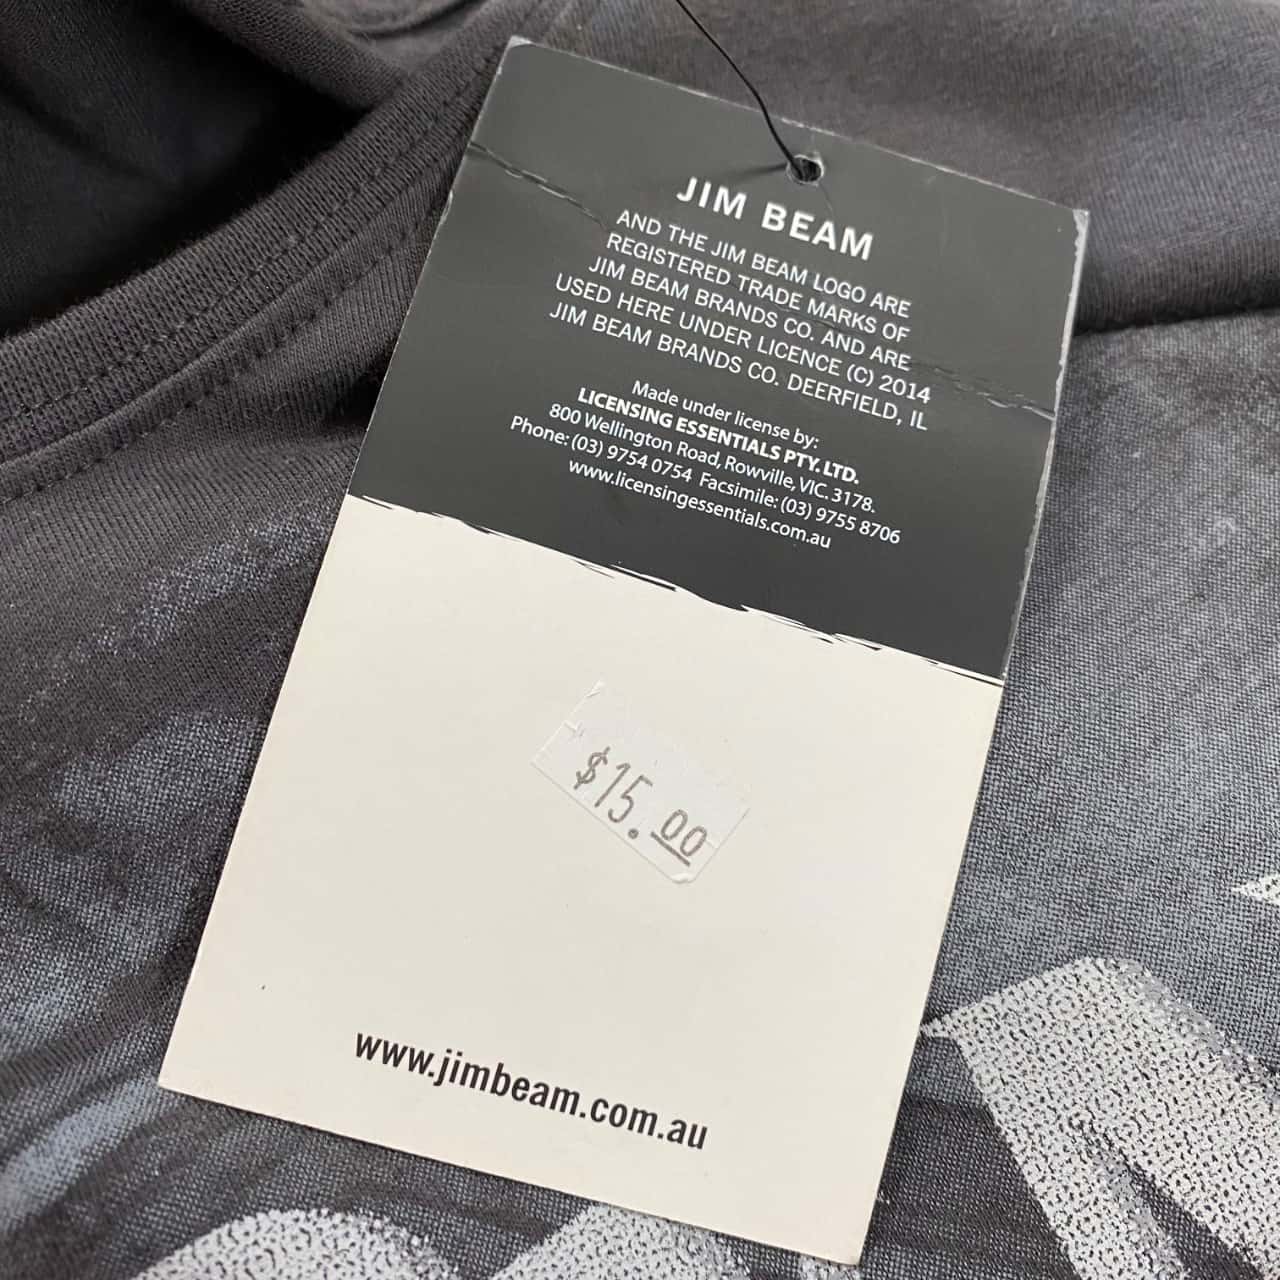 JIM BEAM
AND THE JIM BEAM LOGO ARE
REGISTERED TRADE MARKS OF
JIM BEAM BRANDS CO. AND ARE
USED HERE UNDER LICENCE (C) 2014
JIM BEAM BRANDS CO. DEERFIELD, IL
Made under license by:
LICENSING ESSENTIALS PTY. LTD.
800 Wellington Road, Rowville, VIC. 3178.
Phone: (03) 9754 0754 Facsimile: (03) 9755 8706
www.licensingessentials.com.au
$15.00
www.jimbeam.com.au